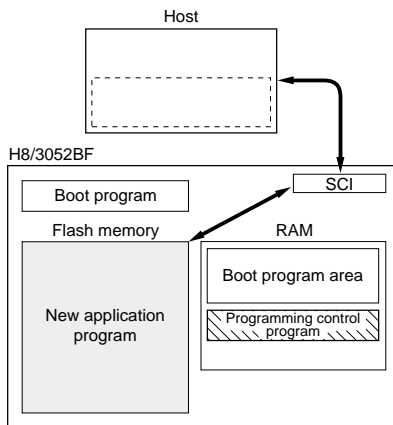 Host
H8/3052BF
SCI
Boot program
Flash memory
RAM
Boot program area
New application
program
Programming control
program